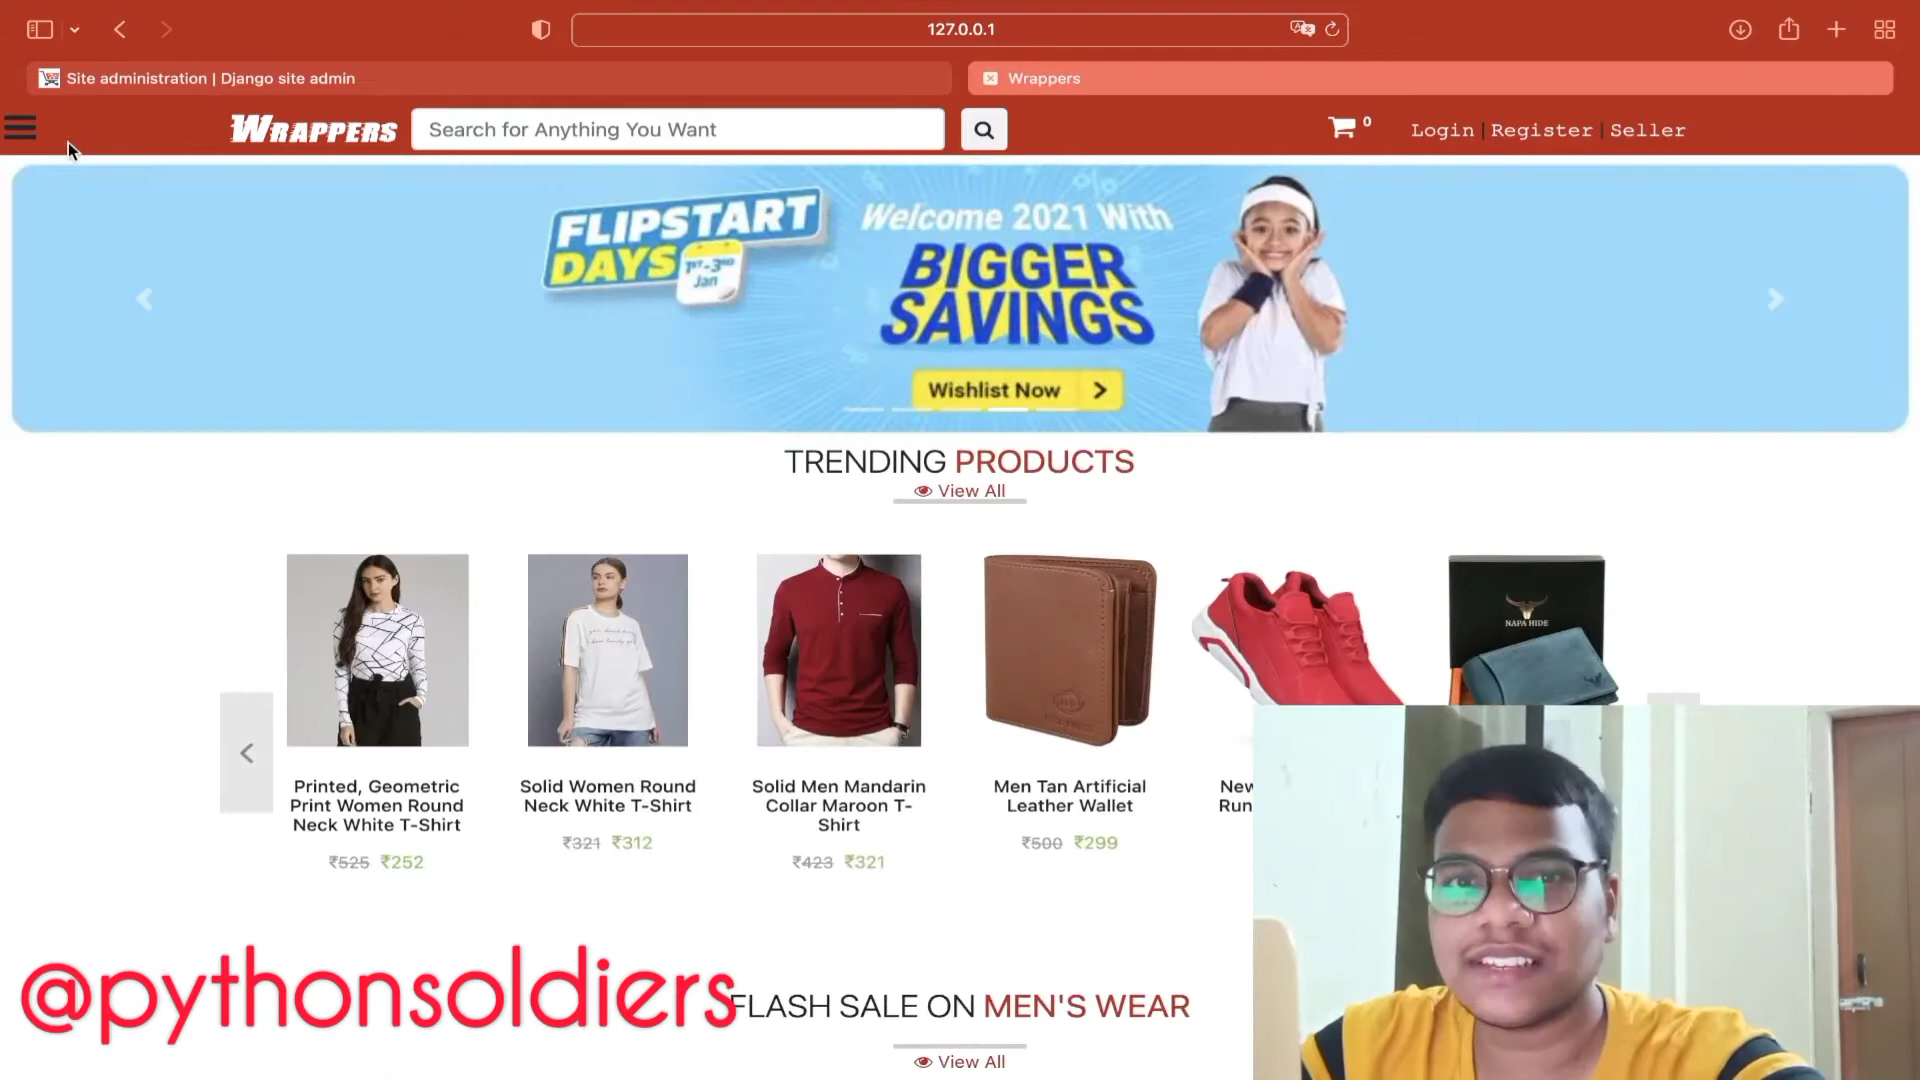 127.0.0.1
Site administration | Django site admin
Wrappers
WRAPPERS
Search for Anything You Want
0
Login | Register | Seller
FLIPSTART
DAYS
1ST-3RD
Jan
Welcome 2021 With
BIGGER
SAVINGS
Wishlist Now
TRENDING PRODUCTS
View All
NAPA HIDE
Printed, Geometric
Print Women Round
Neck White T-Shirt
₹525 ₹252
Solid Women Round
Neck White T-Shirt
₹321 ₹312
Solid Men Mandarin
Collar Maroon T-
Shirt
₹423 ₹321
Men Tan Artificial
Leather Wallet
₹500 ₹299
New
Run
@pythonsoldiers
FLASH SALE ON MEN'S WEAR
View All